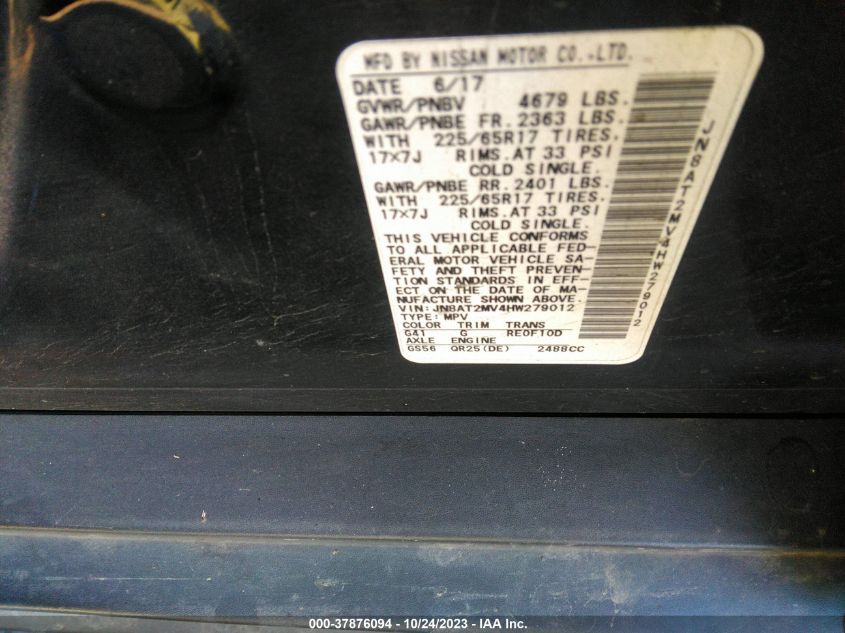 MFD BY NISSAN MOTOR CO.,LTD.
DATE 6/17
GVWR/PNBV 4679 LBS.
GAWR/PNBE FR. 2363 LBS.
WITH 225/65R17 TIRES.
17×7J RIMS.AT 33 PSI
COLD SINGLE.
GAWR/PNBE RR. 2401 LBS.
WITH 225/65R17 TIRES.
17×7J RIMS.AT 33 PSI
COLD SINGLE.
THIS VEHICLE CONFORMS
TO ALL APPLICABLE FED-
ERAL MOTOR VEHICLE SA-
FETY AND THEFT PREVEN-
TION STANDARDS IN EFF-
ECT ON THE DATE OF MA-
NUFACTURE SHOWN ABOVE.
VIN: JN8AT2MV4HW279012
TYPE: MPV
COLOR TRIM TRANS
G41 G RE0F10D
AXLE ENGINE
GS56 QR25(DE) 2488CC
JN8AT2MV4HW279012
000-37876094 - 10/24/2023 - IAA Inc.